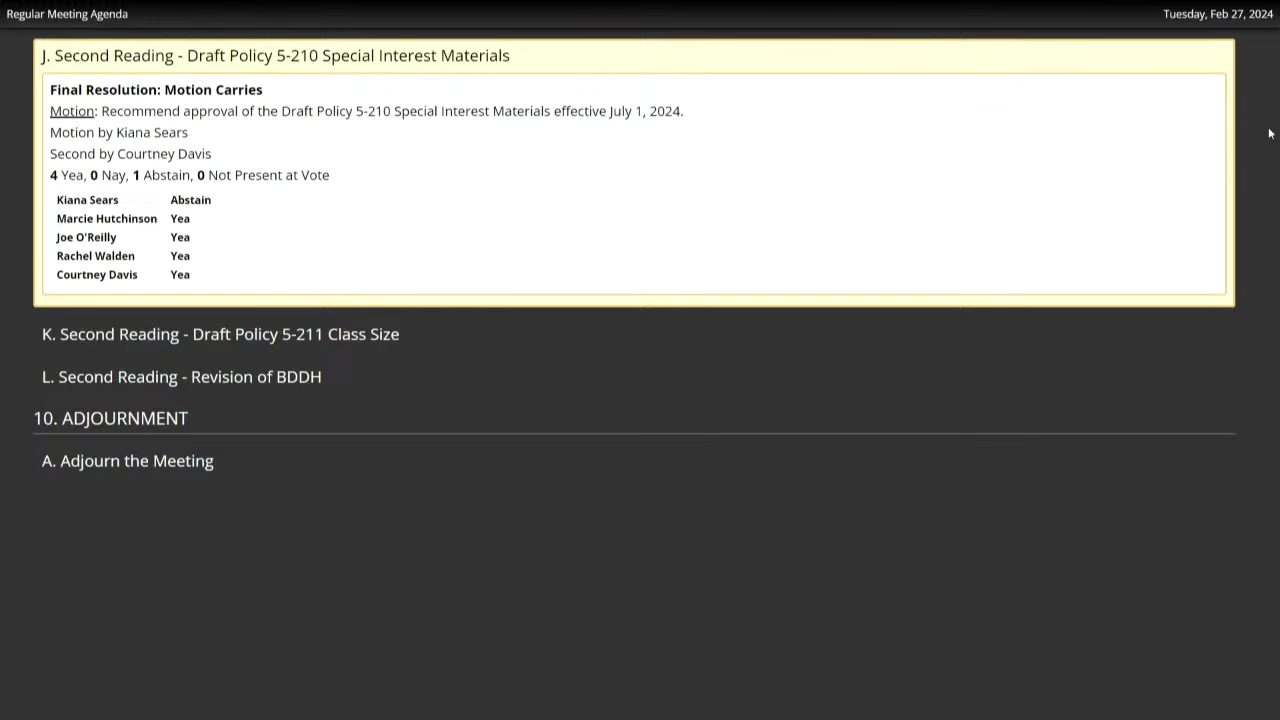 Regular Meeting Agenda
Tuesday, Feb 27, 2024
J. Second Reading - Draft Policy 5-210 Special Interest Materials
Final Resolution: Motion Carries
Motion: Recommend approval of the Draft Policy 5-210 Special Interest Materials effective July 1, 2024.
Motion by Kiana Sears
Second by Courtney Davis
4 Yea, 0 Nay, 1 Abstain, 0 Not Present at Vote
Kiana Sears Abstain
Marcie Hutchinson Yea
Joe O'Reilly Yea
Rachel Walden Yea
Courtney Davis Yea
K. Second Reading - Draft Policy 5-211 Class Size
L. Second Reading - Revision of BDDH
10. ADJOURNMENT
A. Adjourn the Meeting